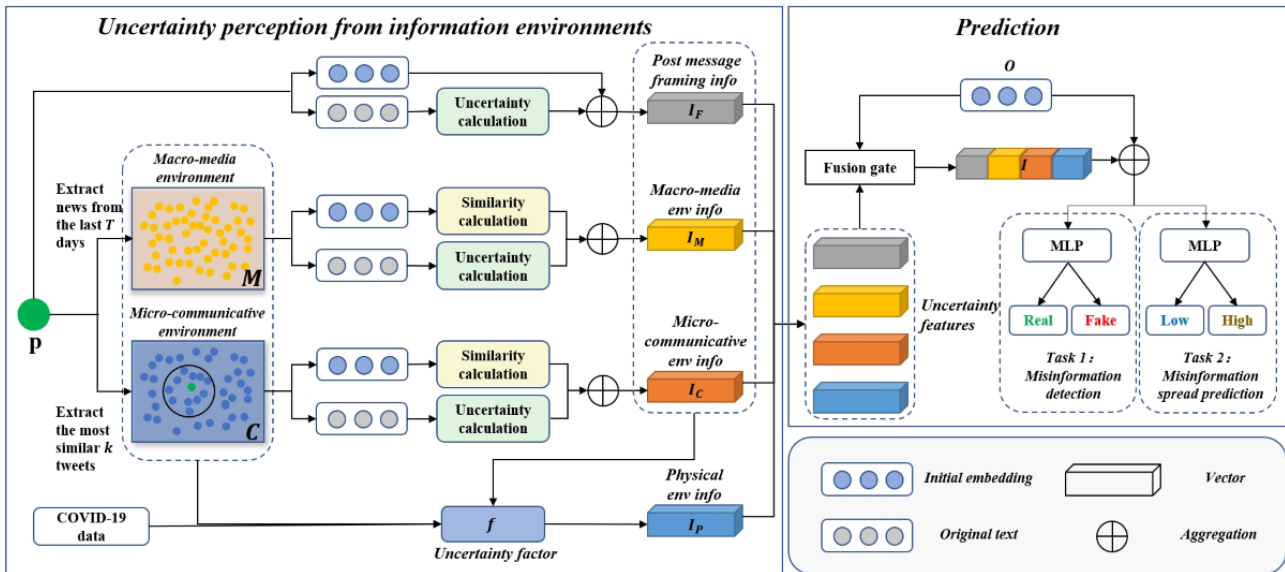 Uncertainty perception from information environments
Post message
framing info
Uncertainty
calculation
I_F
Macro-media
environment
Extract
news from
the last T
days
M
Similarity
calculation
Uncertainty
calculation
Macro-media
env info
I_M
p
Micro-communicative
environment
C
Extract
the most
similar k
tweets
Similarity
calculation
Uncertainty
calculation
Micro-
communicative
env info
I_C
COVID-19
data
f
Uncertainty factor
Physical
env info
I_P
Prediction
O
Fusion gate
I
Uncertainty
features
MLP
MLP
Real
Fake
Low
High
Task 1:
Misinformation
detection
Task 2:
Misinformation
spread prediction
Initial embedding
Vector
Original text
Aggregation